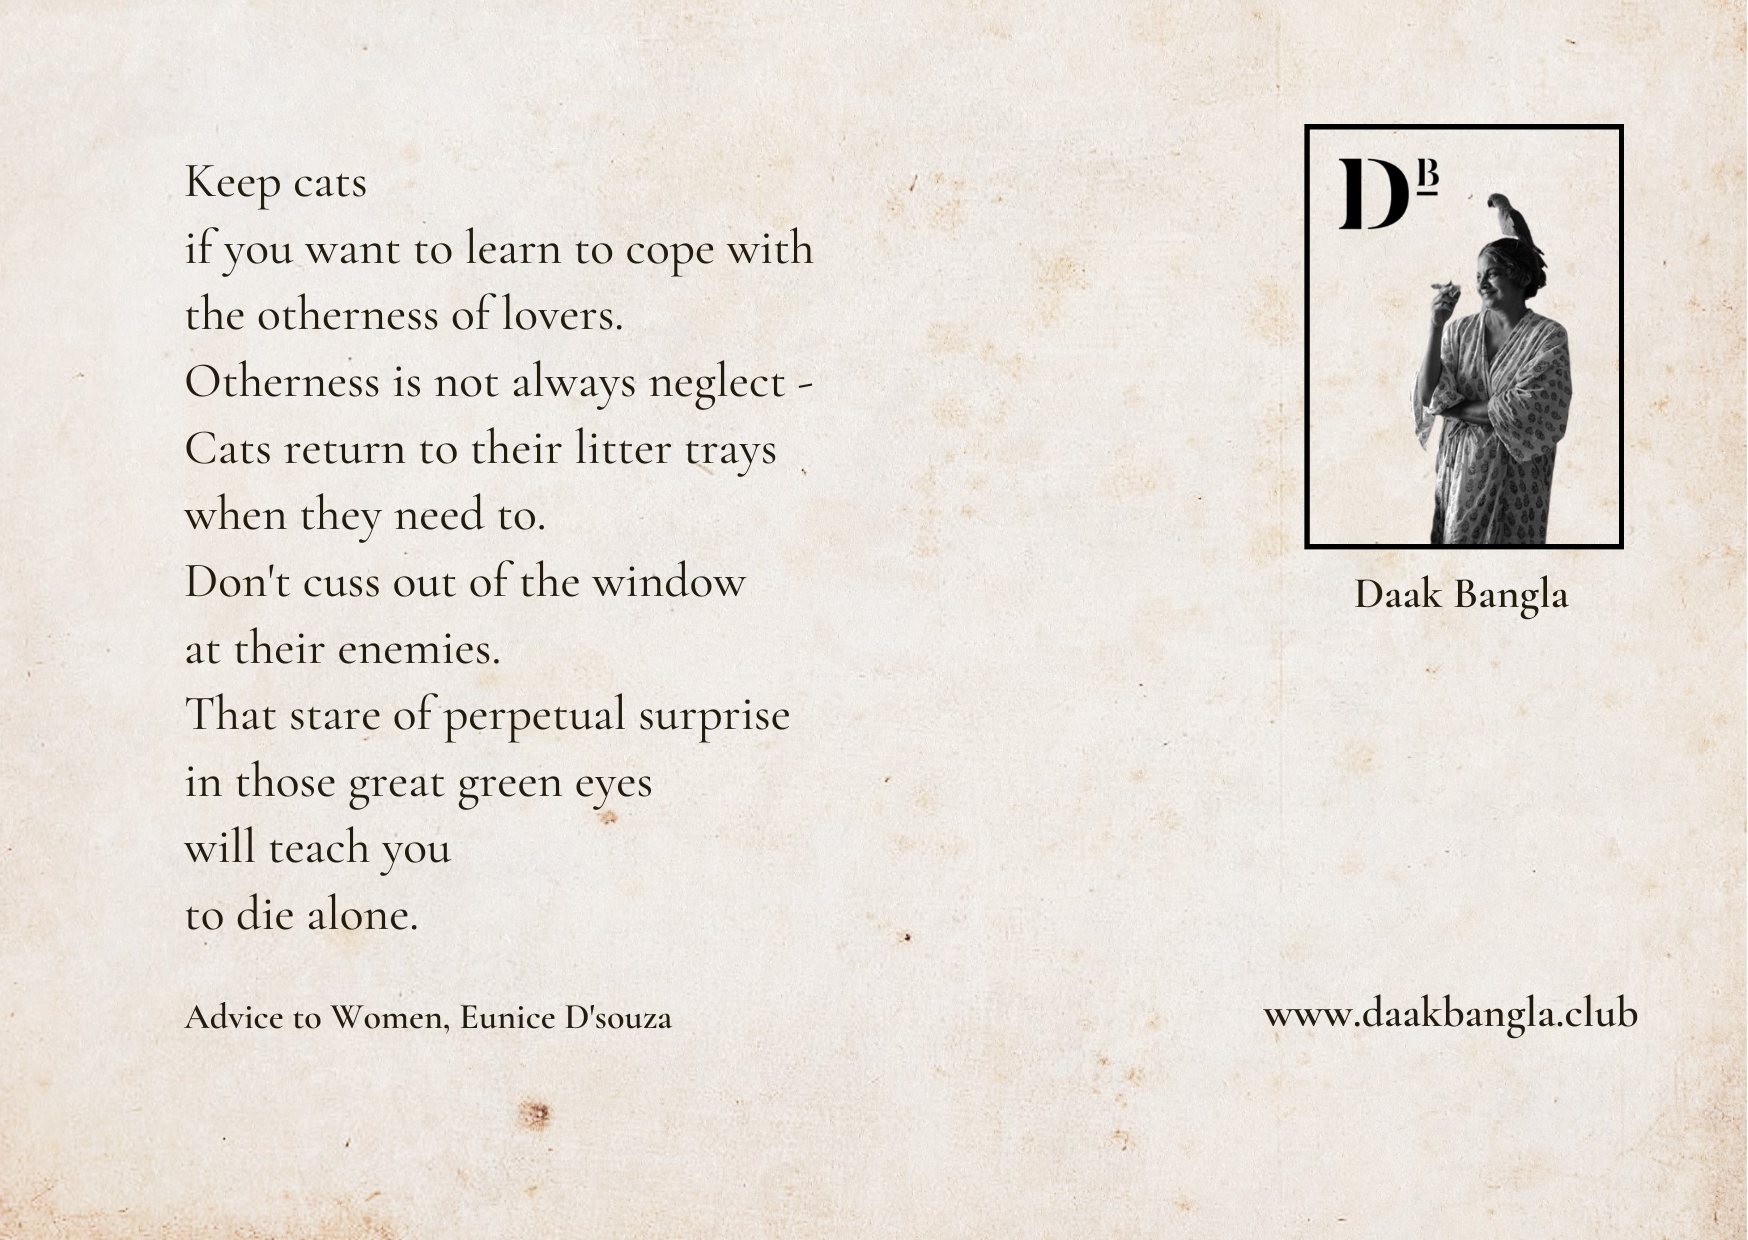 Keep cats
if you want to learn to cope with
the otherness of lovers.
Otherness is not always neglect -
Cats return to their litter trays
when they need to.
Don't cuss out of the window
at their enemies.
That stare of perpetual surprise
in those great green eyes
will teach you
to die alone.
Advice to Women, Eunice D'souza
DB
Daak Bangla
www.daakbangla.club